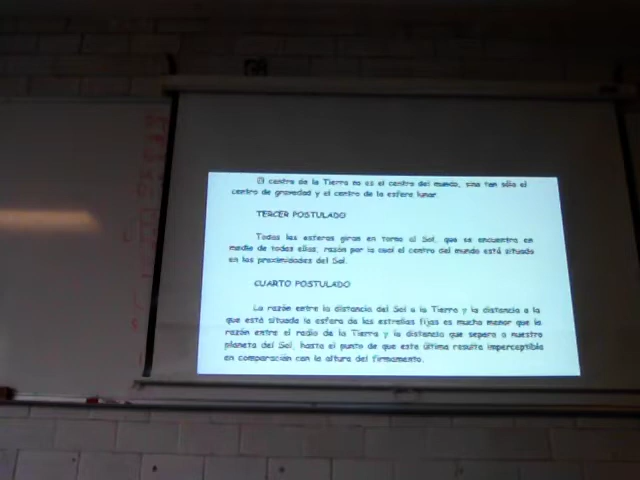 El centro de la Tierra no es el centro del mundo, sino tan sólo el
centro de gravedad y el centro de la esfera lunar.
TERCER POSTULADO
Todas las esferas giran en torno al Sol, que se encuentra en
medio de todas ellas, razón por la cual el centro del mundo está situado
en las proximidades del Sol.
CUARTO POSTULADO
La razón entre la distancia del Sol a la Tierra y la distancia a la
que está situada la esfera de las estrellas fijas es mucho menor que la
razón entre el radio de la Tierra y la distancia que separa a nuestro
planeta del Sol, hasta el punto de que esta última resulta imperceptible
en comparación con la altura del firmamento.